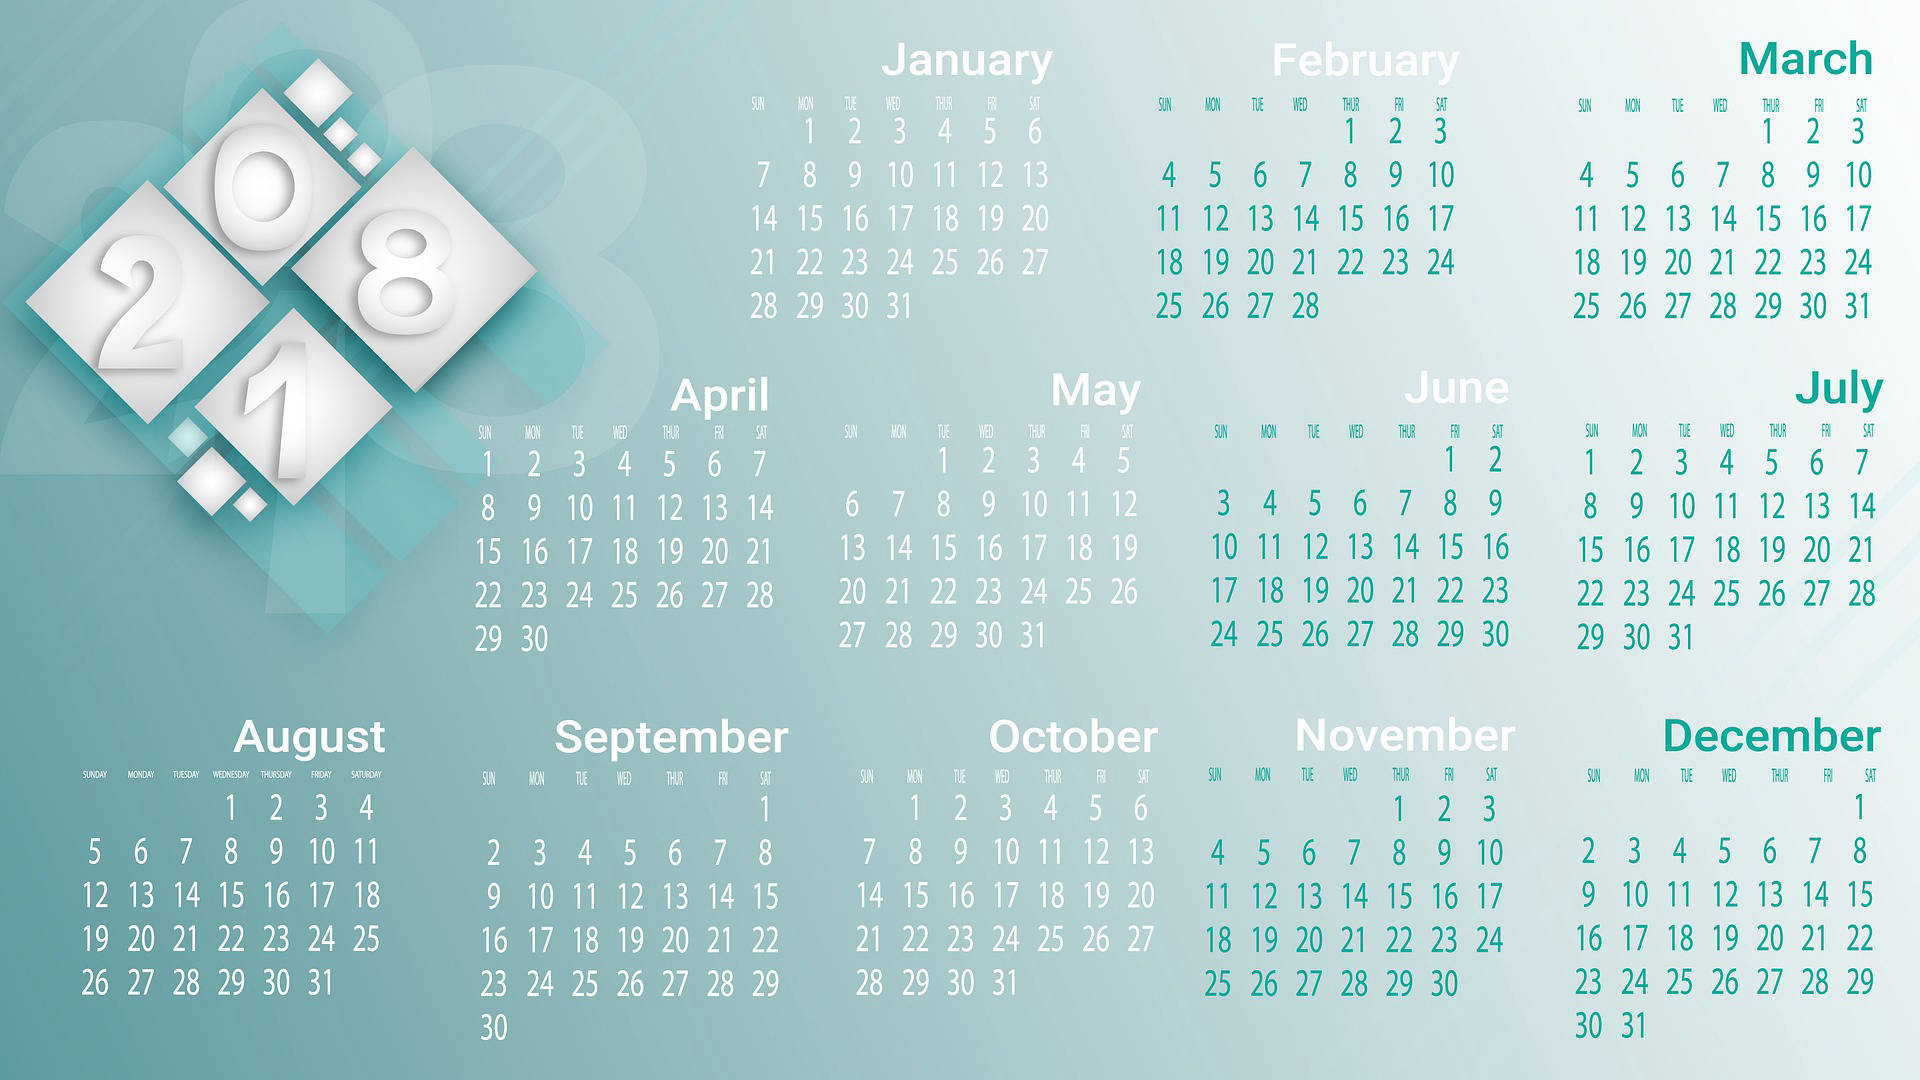 0
2 8
1
January
SUN MON TUE WED THUR FRI SAT
1 2 3 4 5 6
7 8 9 10 11 12 13
14 15 16 17 18 19 20
21 22 23 24 25 26 27
28 29 30 31
February
SUN MON TUE WED THUR FRI SAT
1 2 3
4 5 6 7 8 9 10
11 12 13 14 15 16 17
18 19 20 21 22 23 24
25 26 27 28
March
SUN MON TUE WED THUR FRI SAT
1 2 3
4 5 6 7 8 9 10
11 12 13 14 15 16 17
18 19 20 21 22 23 24
25 26 27 28 29 30 31
April
SUN MON TUE WED THUR FRI SAT
1 2 3 4 5 6 7
8 9 10 11 12 13 14
15 16 17 18 19 20 21
22 23 24 25 26 27 28
29 30
May
SUN MON TUE WED THUR FRI SAT
1 2 3 4 5
6 7 8 9 10 11 12
13 14 15 16 17 18 19
20 21 22 23 24 25 26
27 28 29 30 31
June
SUN MON TUE WED THUR FRI SAT
1 2
3 4 5 6 7 8 9
10 11 12 13 14 15 16
17 18 19 20 21 22 23
24 25 26 27 28 29 30
July
SUN MON TUE WED THUR FRI SAT
1 2 3 4 5 6 7
8 9 10 11 12 13 14
15 16 17 18 19 20 21
22 23 24 25 26 27 28
29 30 31
August
SUNDAY MONDAY TUESDAY WEDNESDAY THURSDAY FRIDAY SATURDAY
1 2 3 4
5 6 7 8 9 10 11
12 13 14 15 16 17 18
19 20 21 22 23 24 25
26 27 28 29 30 31
September
SUN MON TUE WED THUR FRI SAT
1
2 3 4 5 6 7 8
9 10 11 12 13 14 15
16 17 18 19 20 21 22
23 24 25 26 27 28 29
30
October
SUN MON TUE WED THUR FRI SAT
1 2 3 4 5 6
7 8 9 10 11 12 13
14 15 16 17 18 19 20
21 22 23 24 25 26 27
28 29 30 31
November
SUN MON TUE WED THUR FRI SAT
1 2 3
4 5 6 7 8 9 10
11 12 13 14 15 16 17
18 19 20 21 22 23 24
25 26 27 28 29 30
December
SUN MON TUE WED THUR FRI SAT
1
2 3 4 5 6 7 8
9 10 11 12 13 14 15
16 17 18 19 20 21 22
23 24 25 26 27 28 29
30 31